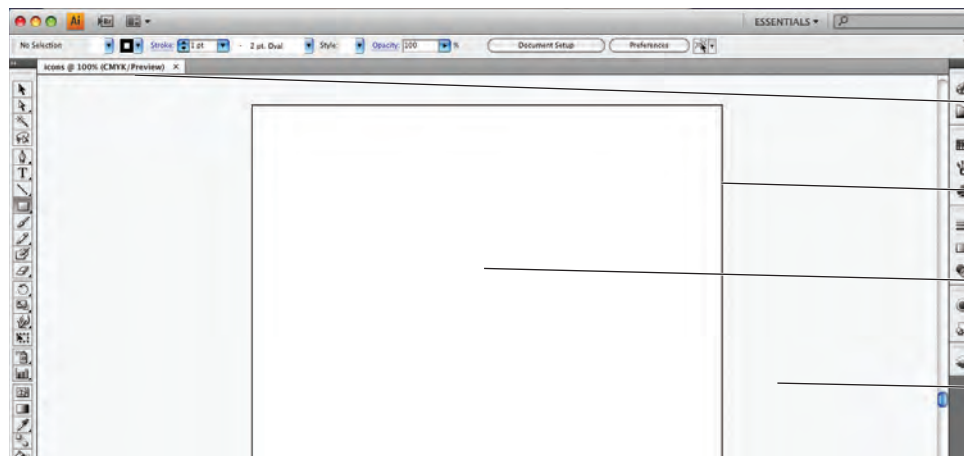 Ai Br ESSENTIALS
No Selection Stroke: 1 pt 2 pt. Oval Style: Opacity: 100 % Document Setup Preferences
icons @ 100% (CMYK/Preview) ×
T